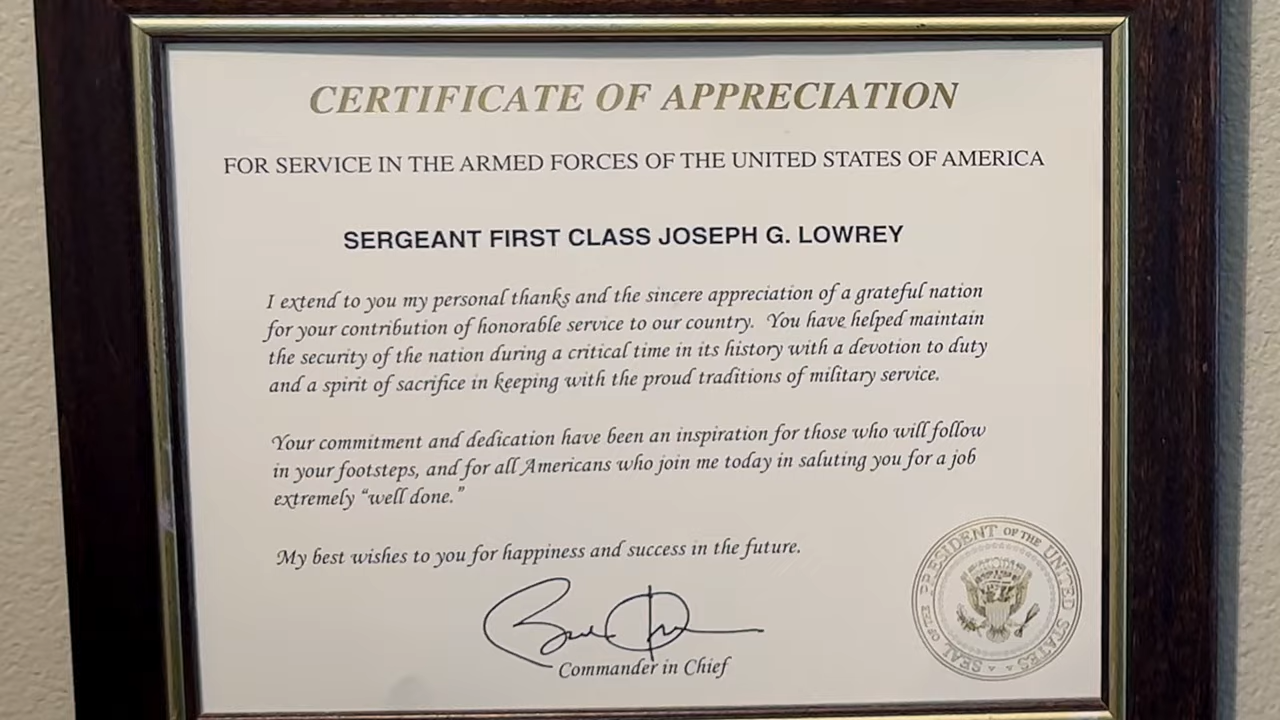 CERTIFICATE OF APPRECIATION
FOR SERVICE IN THE ARMED FORCES OF THE UNITED STATES OF AMERICA
SERGEANT FIRST CLASS JOSEPH G. LOWREY
I extend to you my personal thanks and the sincere appreciation of a grateful nation
for your contribution of honorable service to our country. You have helped maintain
the security of the nation during a critical time in its history with a devotion to duty
and a spirit of sacrifice in keeping with the proud traditions of military service.
Your commitment and dedication have been an inspiration for those who will follow
in your footsteps, and for all Americans who join me today in saluting you for a job
extremely “well done.”
My best wishes to you for happiness and success in the future.
Commander in Chief
SEAL OF THE PRESIDENT OF THE UNITED STATES